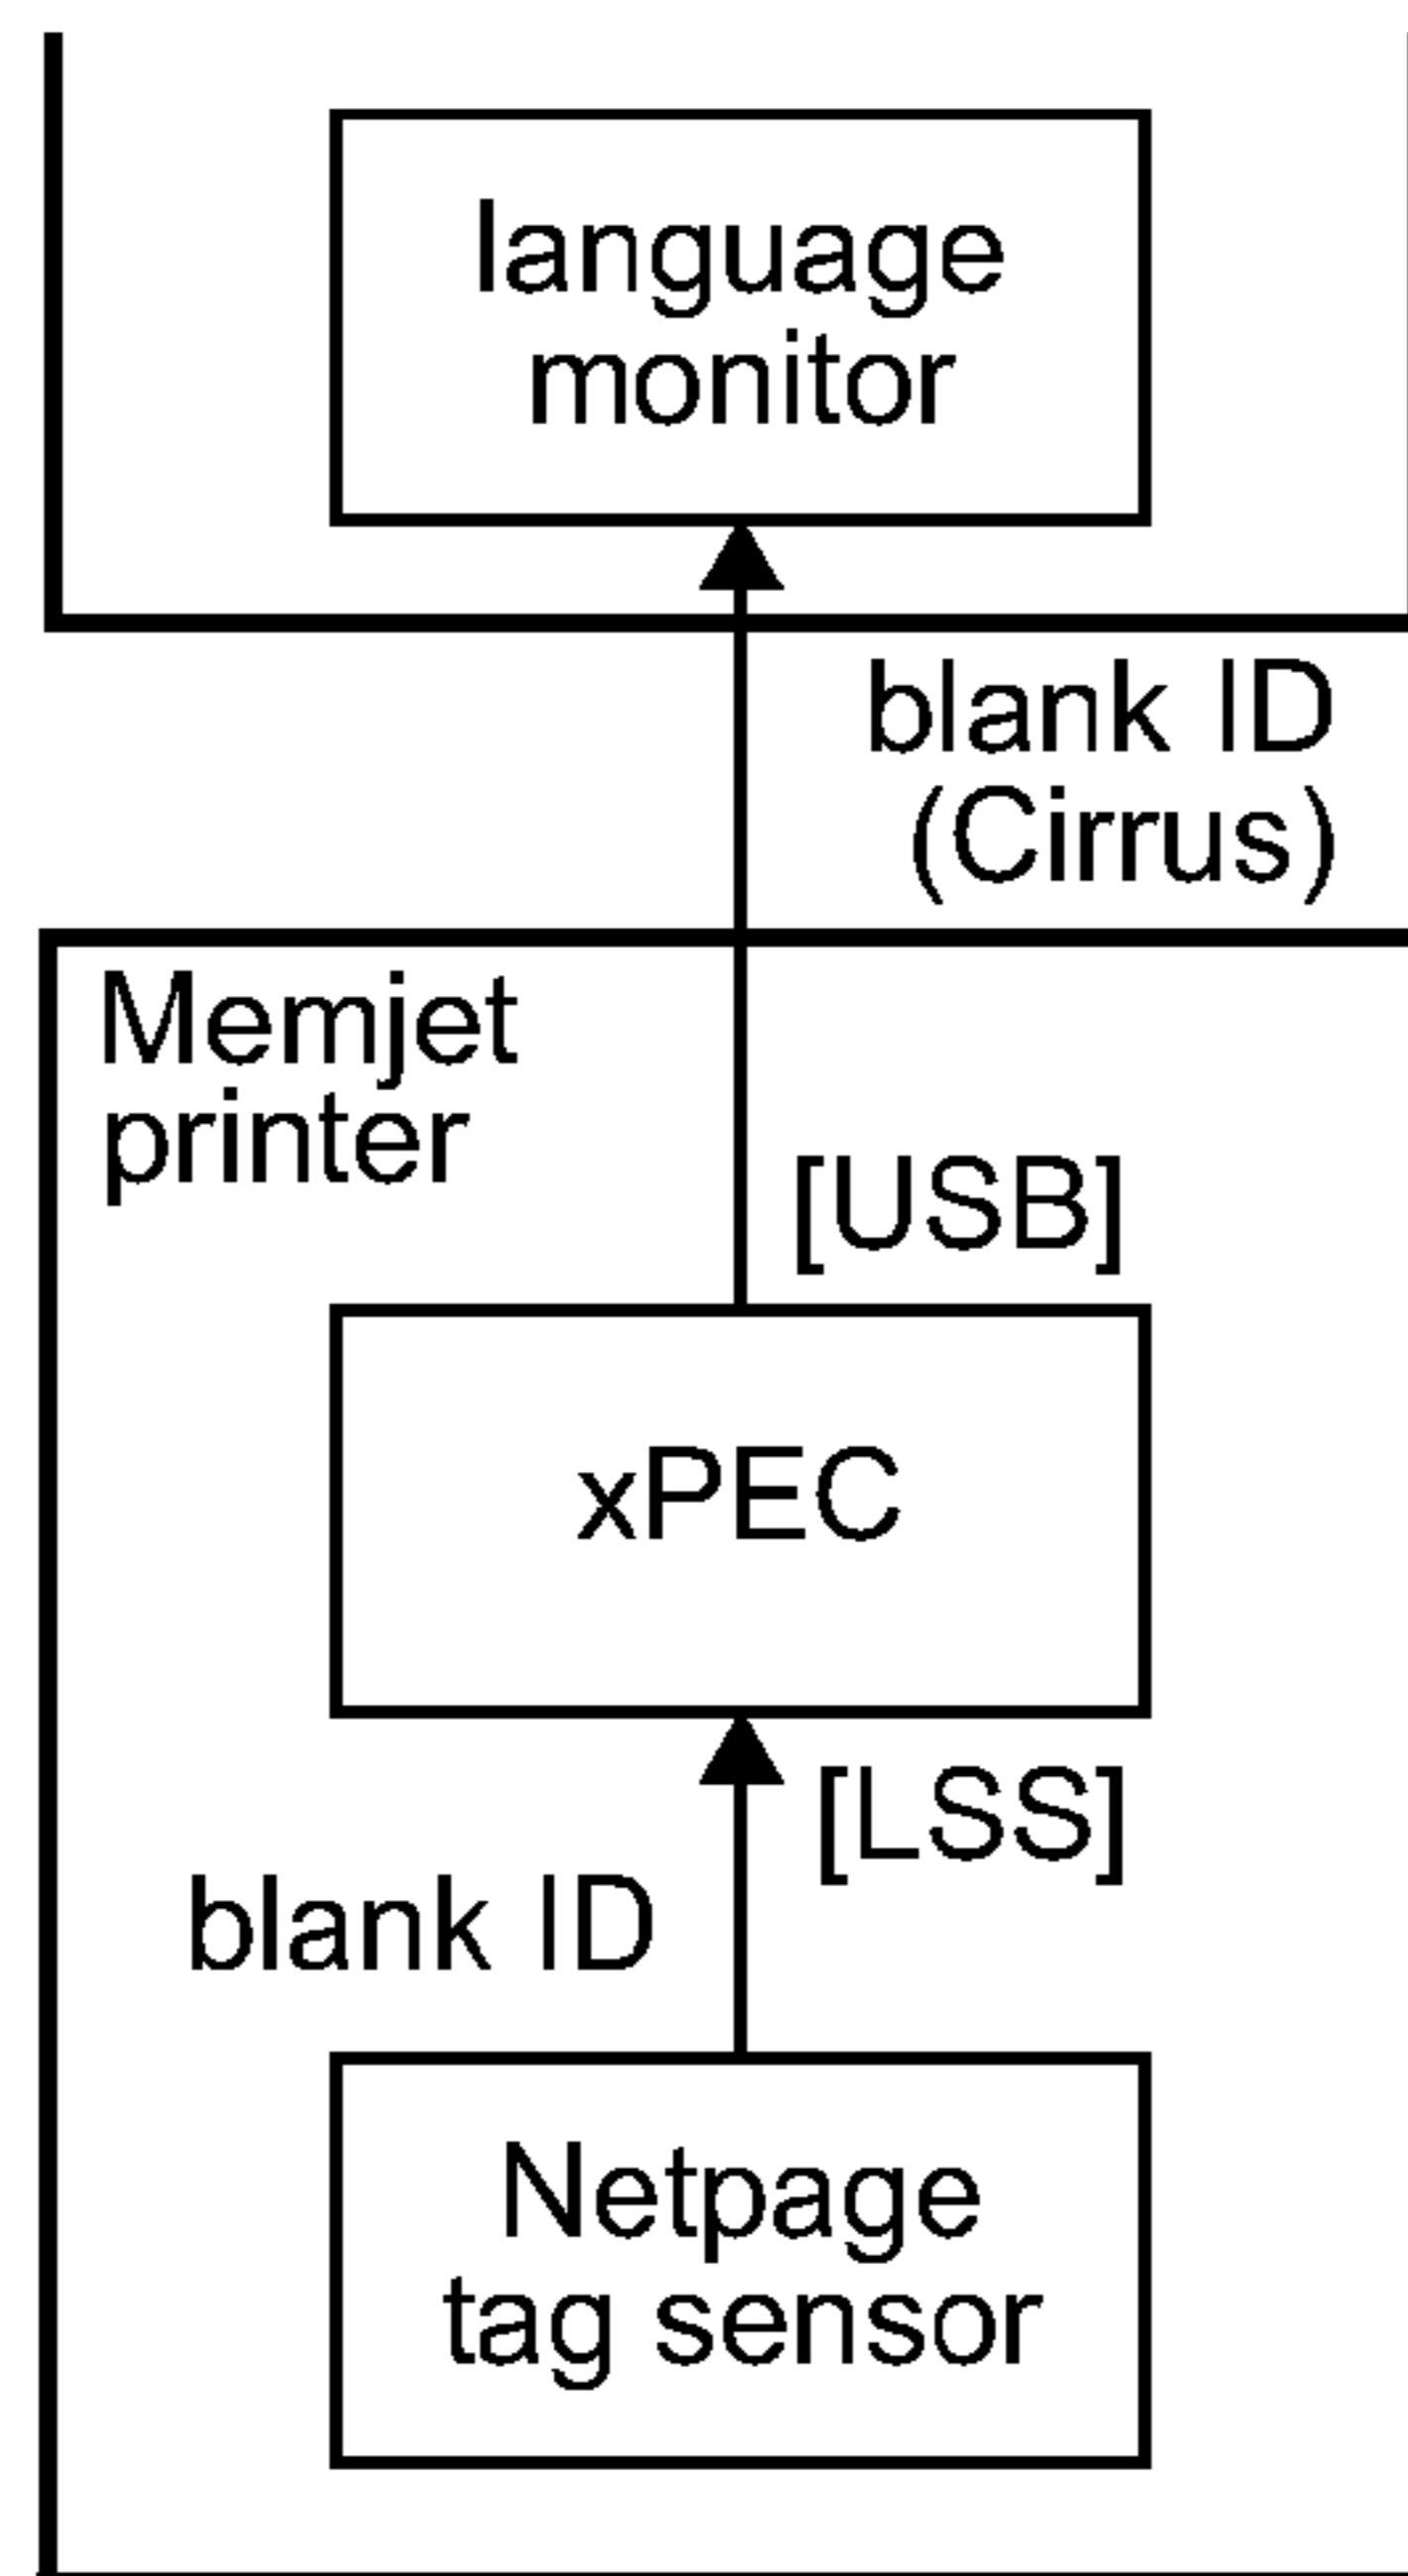 language
monitor
blank ID
(Cirrus)
Memjet
printer
[USB]
xPEC
[LSS]
blank ID
Netpage
tag sensor